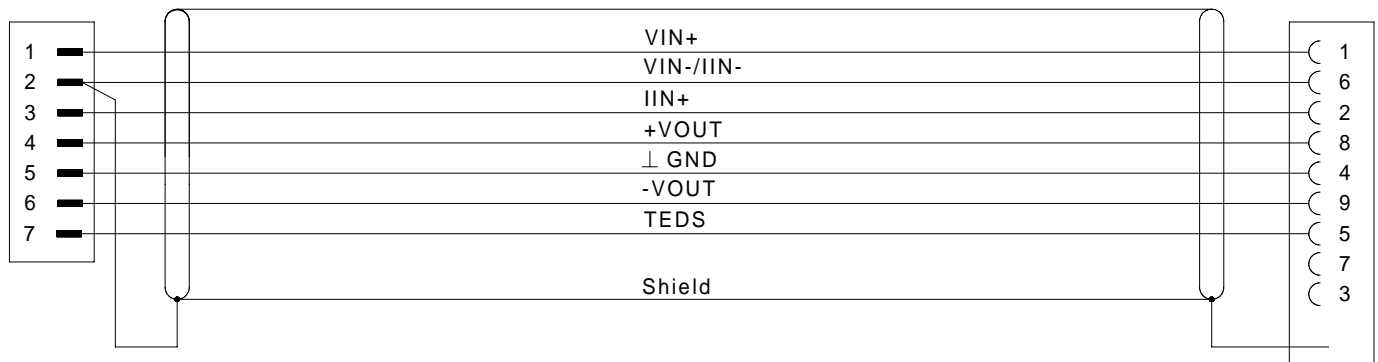 1 VIN+ 1
2 VIN-/IIN- 6
3 IIN+ 2
4 +VOUT 8
5 ⊥ GND 4
6 -VOUT 9
7 TEDS 5
7
Shield 3